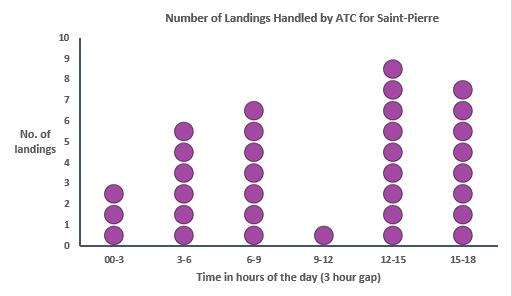 Number of Landings Handled by ATC for Saint-Pierre
10
9
8
7
6
5
4
3
2
1
0
No. of
landings
00-3 3-6 6-9 9-12 12-15 15-18
Time in hours of the day (3 hour gap)